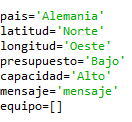 pais='Alemania'
latitud='Norte'
longitud='Oeste'
presupuesto='Bajo'
capacidad='Alto'
mensaje='mensaje'
equipo=[]